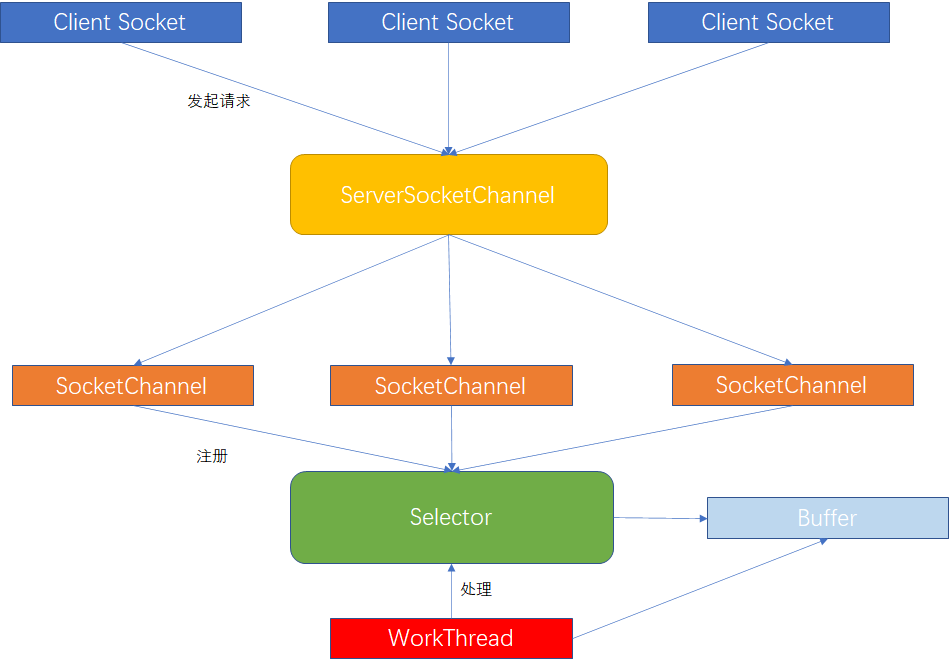 Client Socket
Client Socket
Client Socket
发起请求
ServerSocketChannel
SocketChannel
SocketChannel
SocketChannel
注册
Selector
Buffer
处理
WorkThread